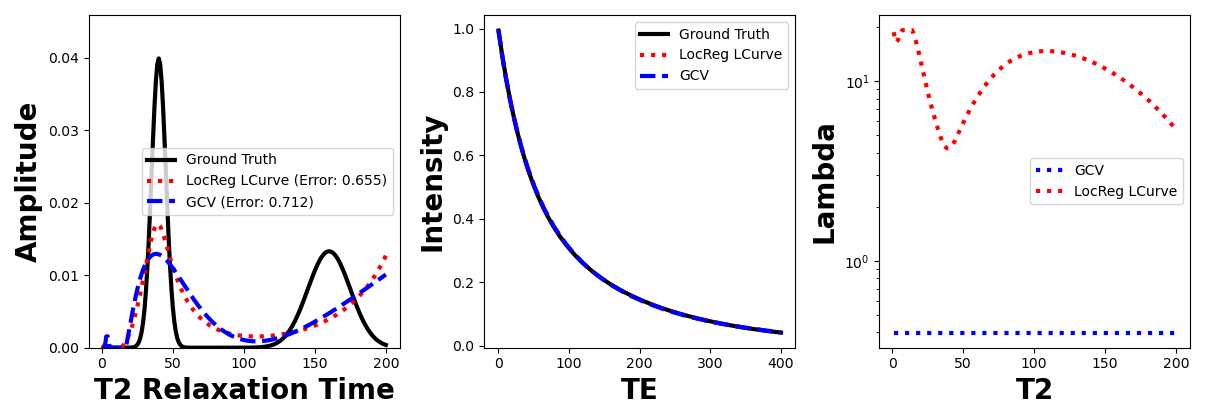 Amplitude
0.04
0.03
0.02
0.01
0.00
Ground Truth
LocReg LCurve (Error: 0.655)
GCV (Error: 0.712)
0 50 100 150 200
T2 Relaxation Time
Intensity
1.0
0.8
0.6
0.4
0.2
0.0
Ground Truth
LocReg LCurve
GCV
0 100 200 300 400
TE
Lambda
10¹
10⁰
GCV
LocReg LCurve
0 50 100 150 200
T2